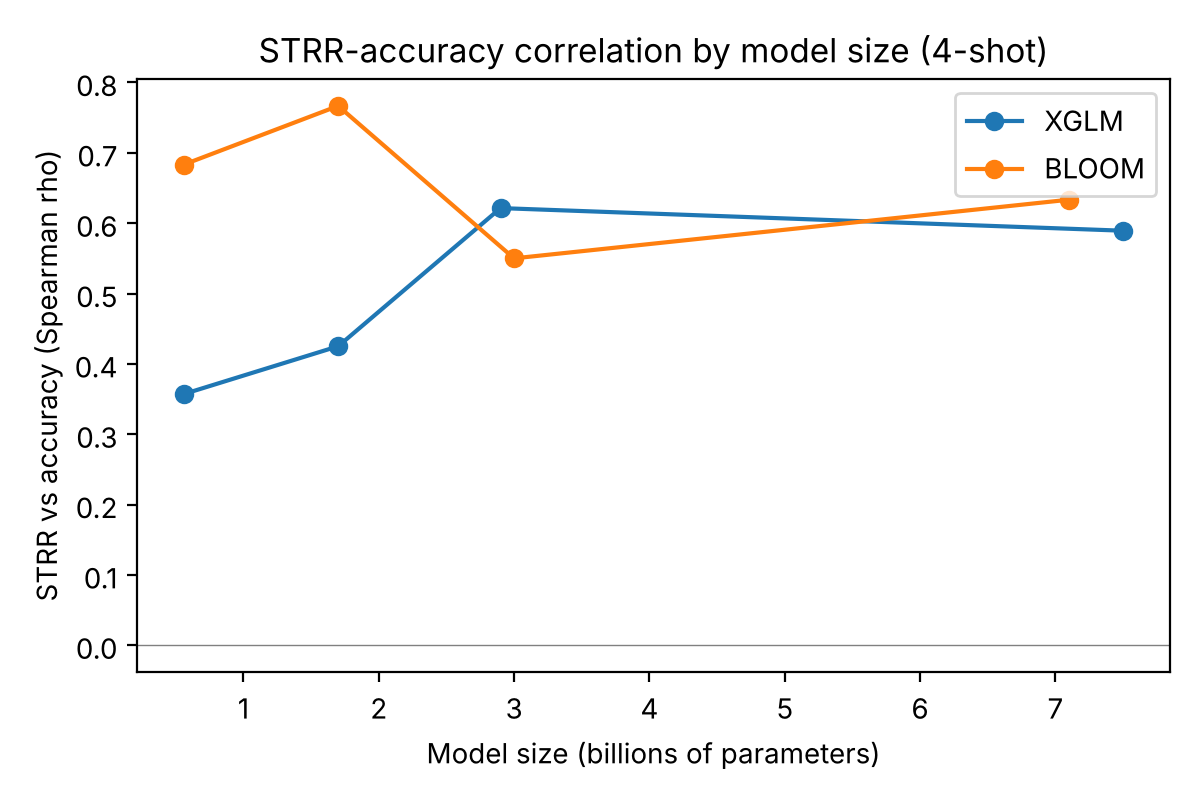 STRR-accuracy correlation by model size (4-shot)
XGLM
BLOOM
STRR vs accuracy (Spearman rho)
0.8
0.7
0.6
0.5
0.4
0.3
0.2
0.1
0.0
1 2 3 4 5 6 7
Model size (billions of parameters)